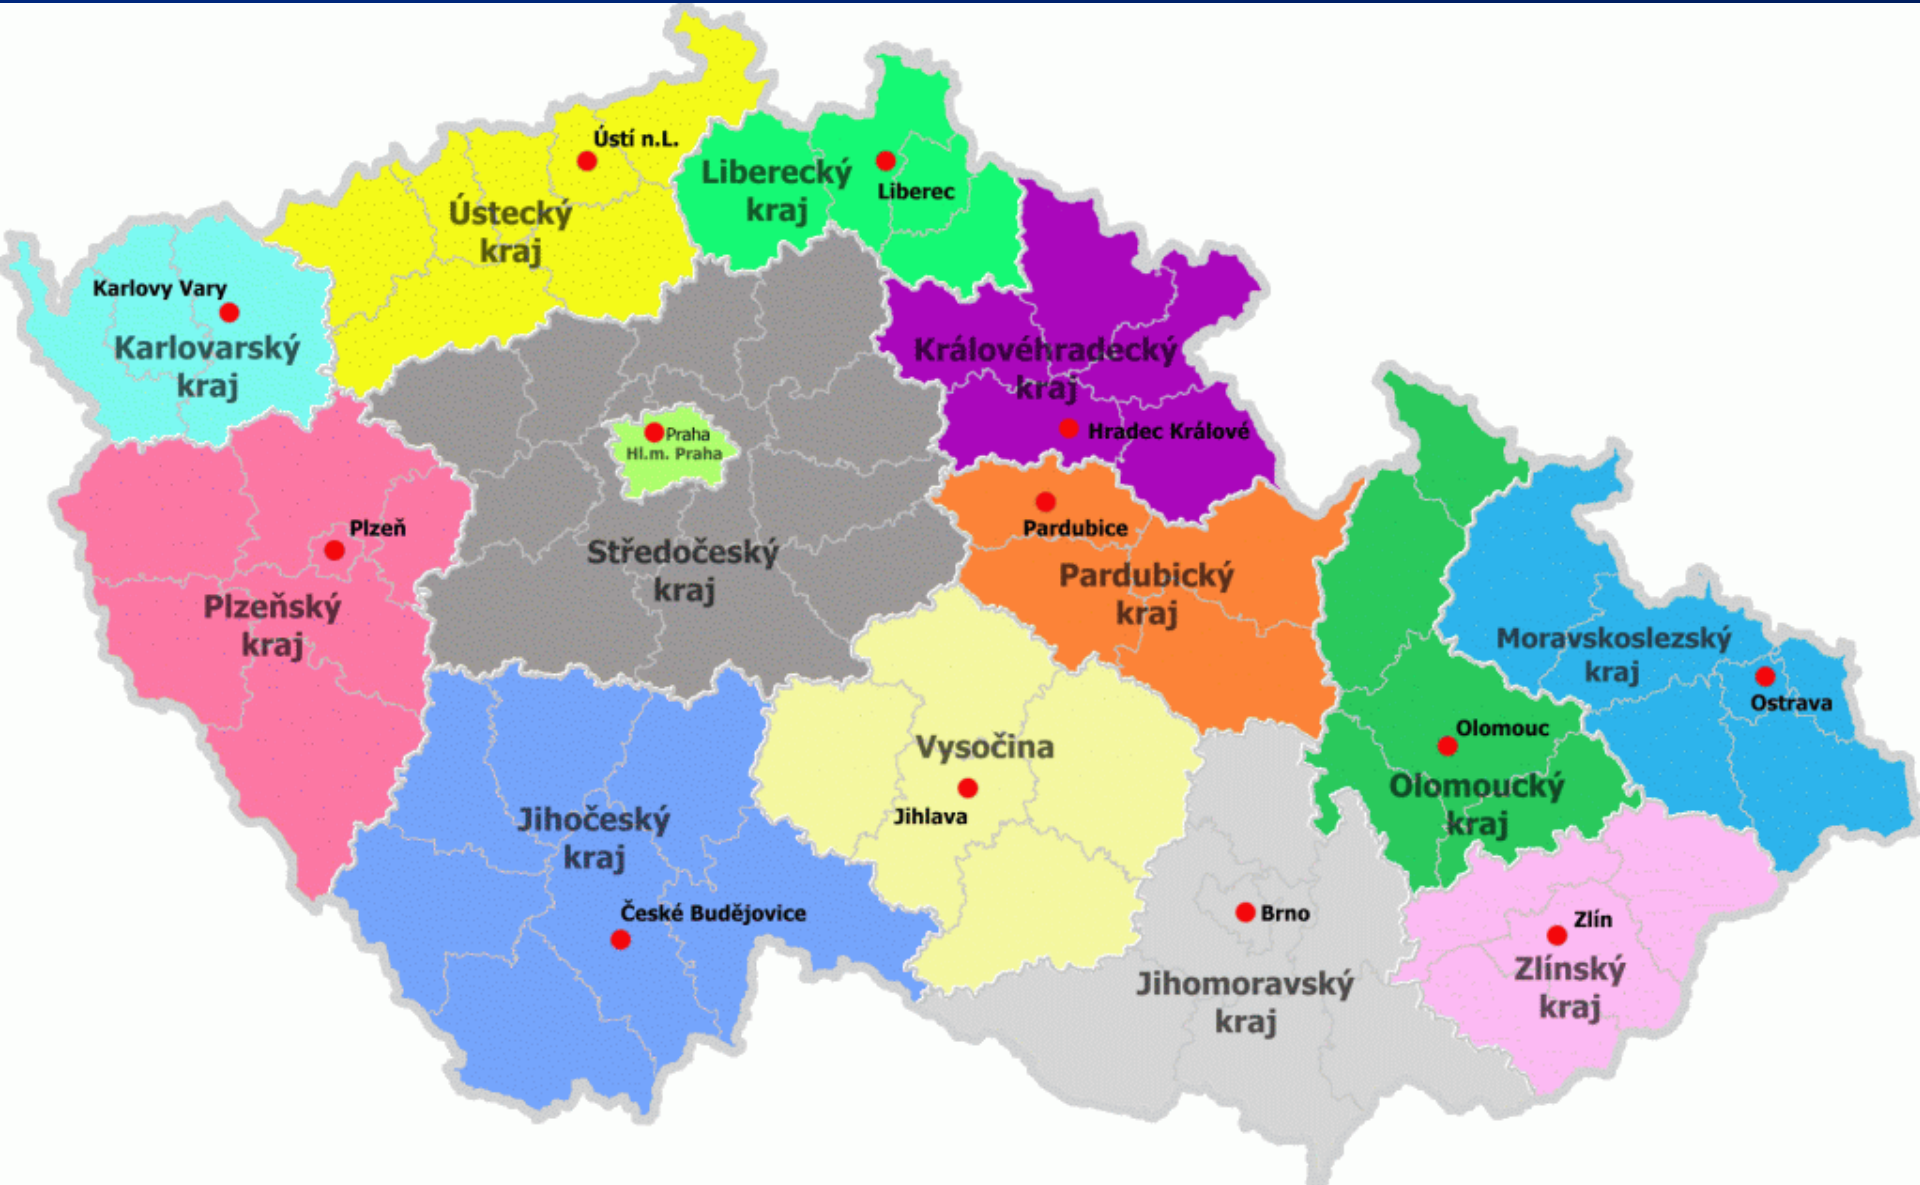 Ústí n.L.
Liberecký
kraj
Liberec
Ústecký
kraj
Karlovy Vary
Karlovarský
kraj
Královéhradecký
kraj
Hradec Králové
Praha
Hl.m. Praha
Pardubice
Plzeň
Středočeský
kraj
Pardubický
kraj
Plzeňský
kraj
Moravskoslezský
kraj
Ostrava
Olomouc
Olomoucký
kraj
Vysočina
Jihlava
Jihočeský
kraj
České Budějovice
Brno
Jihomoravský
kraj
Zlín
Zlínský
kraj